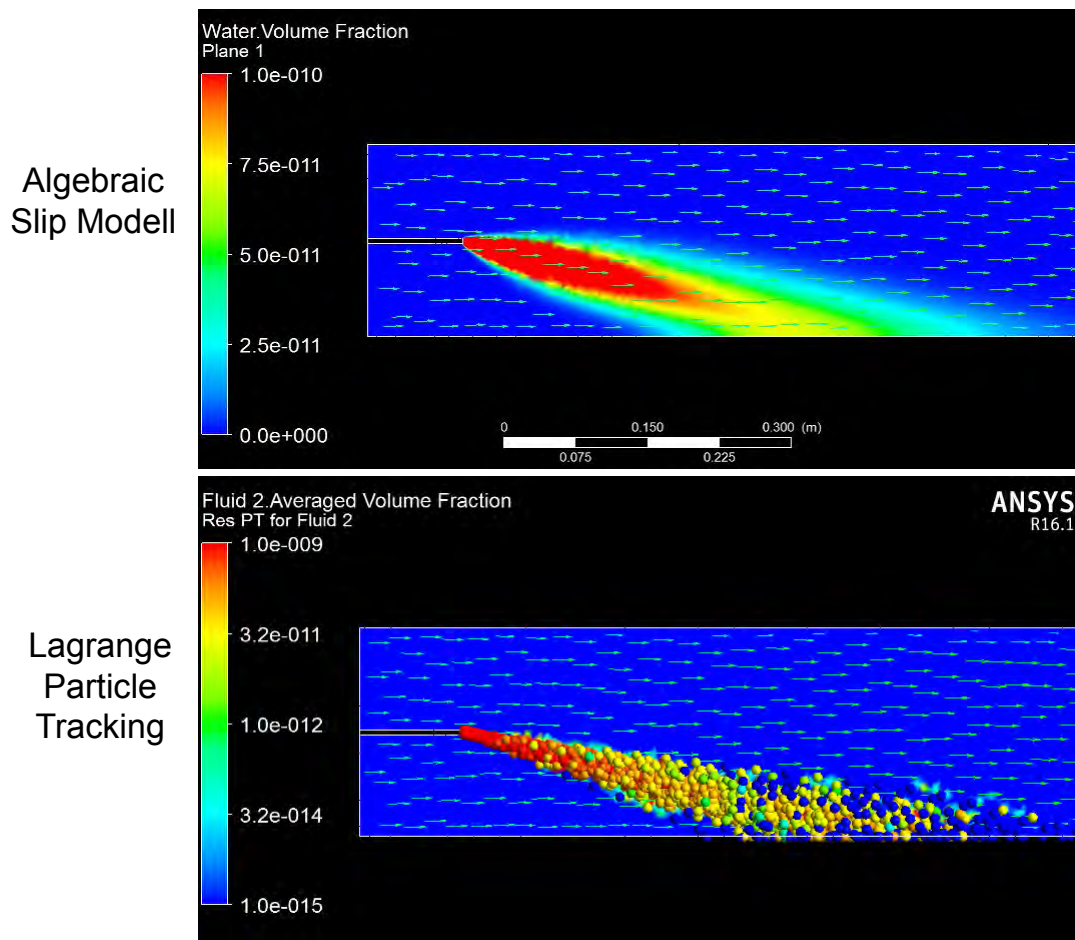 Water.Volume Fraction
Plane 1
1.0e-010
7.5e-011
5.0e-011
2.5e-011
0.0e+000
Algebraic
Slip Modell
0 0.150 0.300 (m)
0.075 0.225
Fluid 2.Averaged Volume Fraction
Res PT for Fluid 2
ANSYS
R16.1
1.0e-009
3.2e-011
1.0e-012
3.2e-014
1.0e-015
Lagrange
Particle
Tracking